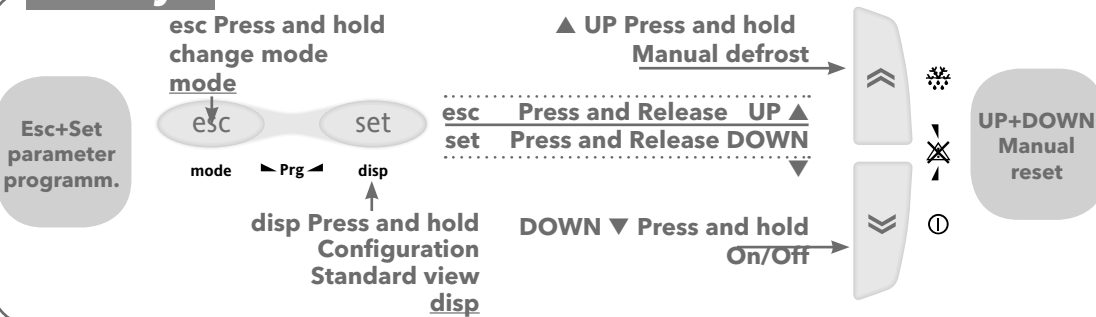 esc Press and hold
change mode
mode
▲ UP Press and hold
Manual defrost
Esc+Set
parameter
programm.
esc
set
mode
Prg
disp
esc Press and Release UP ▲
set Press and Release DOWN
▼
UP+DOWN
Manual
reset
disp Press and hold
Configuration
Standard view
disp
DOWN ▼ Press and hold
On/Off